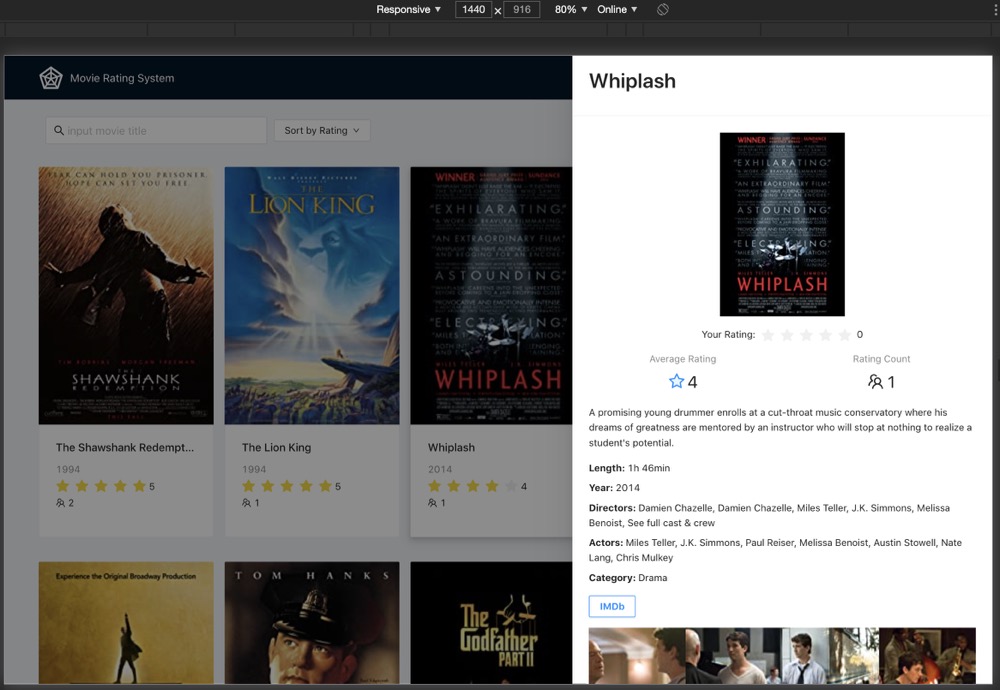 Responsive ▼ 1440 x 916 80% ▼ Online ▼
Movie Rating System
input movie title
Sort by Rating
FEAR CAN HOLD YOU PRISONER.
HOPE CAN SET YOU FREE.
TIM ROBBINS MORGAN FREEMAN
THE
SHAWSHANK
REDEMPTION
The Shawshank Redempt...
1994
5
2
WALT DISNEY PICTURES
THE
LION KING
The Lion King
1994
5
1
WINNER
"EXHILARATING."
"AN EXTRAORDINARY FILM."
ASTOUNDING."
WHIPLASH
Whiplash
2014
4
1
Experience the Original Broadway Production
TOM HANKS
The
Godfather
PART II
Whiplash
WINNER
"EXHILARATING."
"AN EXTRAORDINARY FILM."
ASTOUNDING."
MILES TELLER J.K. SIMMONS
WHIPLASH
Your Rating: 0
Average Rating
4
Rating Count
1
A promising young drummer enrolls at a cut-throat music conservatory where his
dreams of greatness are mentored by an instructor who will stop at nothing to realize a
student's potential.
Length: 1h 46min
Year: 2014
Directors: Damien Chazelle, Damien Chazelle, Miles Teller, J.K. Simmons, Melissa
Benoist, See full cast & crew
Actors: Miles Teller, J.K. Simmons, Paul Reiser, Melissa Benoist, Austin Stowell, Nate
Lang, Chris Mulkey
Category: Drama
IMDb